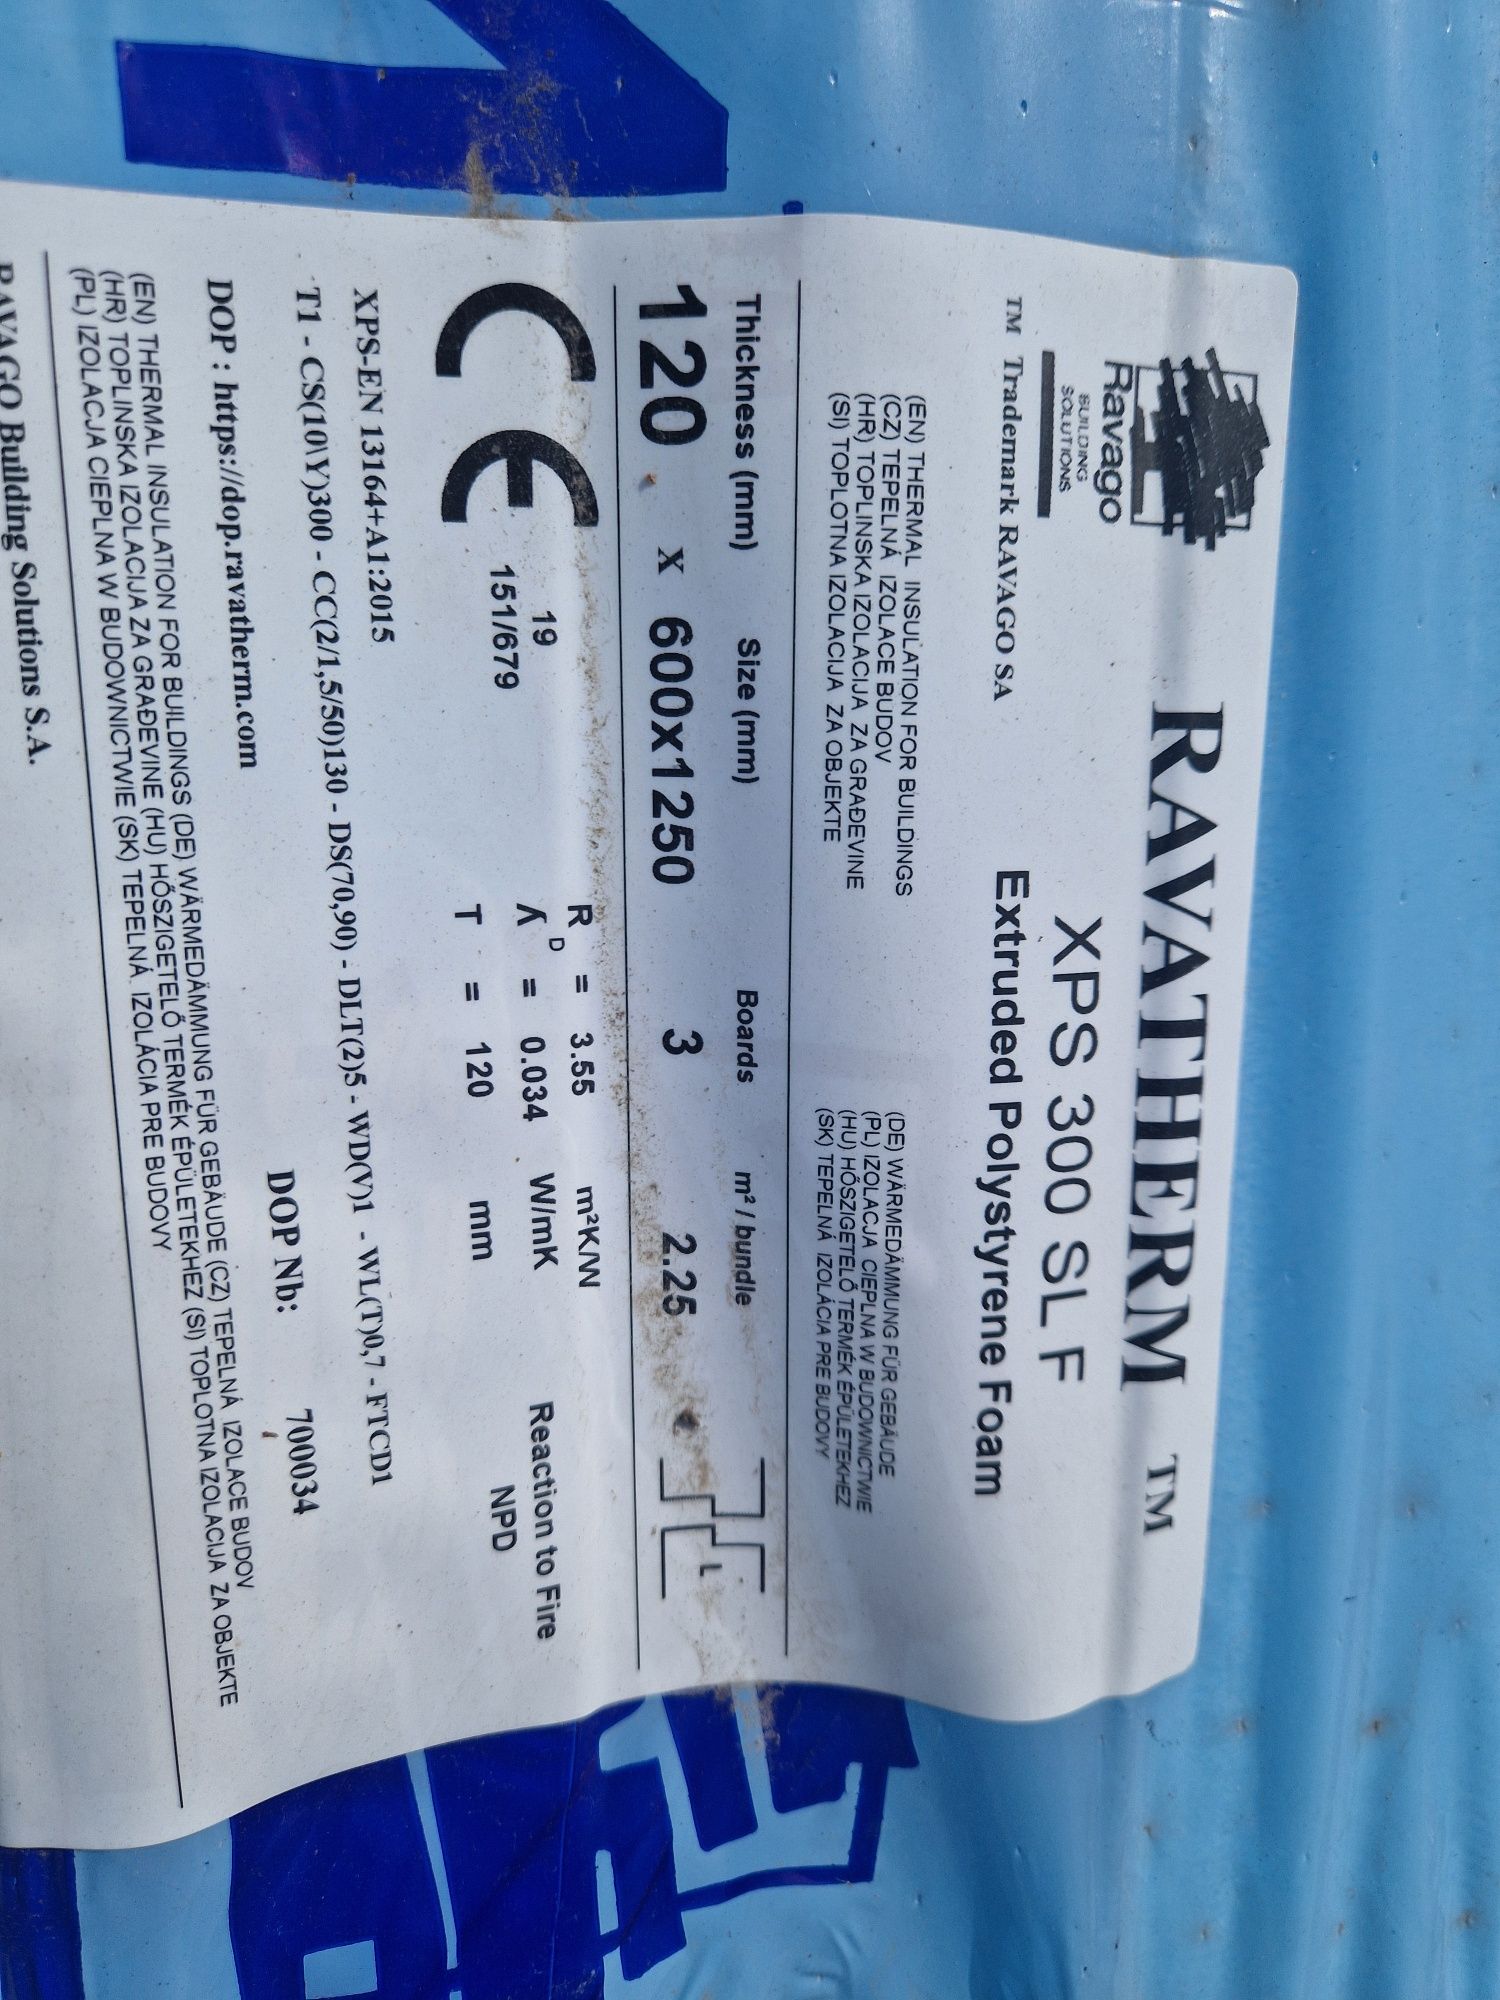 Ravago
BUILDING
SOLUTIONS
RAVATHERM ™
XPS 300 SL F
™ Trademark RAVAGO SA
Extruded Polystyrene Foam
(EN) THERMAL INSULATION FOR BUILDINGS
(CZ) TEPELNÁ IZOLACE BUDOV
(HR) TOPLINSKA IZOLACIJA ZA GRAĐEVINE
(SI) TOPLOTNA IZOLACIJA ZA OBJEKTE
(DE) WÄRMEDÄMMUNG FÜR GEBÄUDE
(PL) IZOLACJA CIEPLNA W BUDOWNICTWIE
(HU) HŐSZIGETELŐ TERMÉK ÉPÜLETEKHEZ
(SK) TEPELNÁ IZOLÁCIA PRE BUDOVY
Thickness (mm) Size (mm) Boards m² / bundle
120 x 600x1250 3 2.25 L
CE 19
151/679
R D = 3.55 m²K/W
ʎ = 0.034 W/mK
T = 120 mm
Reaction to Fire
NPD
XPS-EN 13164+A1:2015
T1 - CS(10\Y)300 - CC(2/1,5/50)130 - DS(70,90) - DLT(2)5 - WD(V)1 - WL(T)0,7 - FTCD1
DOP : https://dop.ravatherm.com DOP Nb: 700034
(EN) THERMAL INSULATION FOR BUILDINGS (DE) WÄRMEDÄMMUNG FÜR GEBÄUDE (CZ) TEPELNÁ IZOLACE BUDOV
(HR) TOPLINSKA IZOLACIJA ZA GRAĐEVINE (HU) HŐSZIGETELŐ TERMÉK ÉPÜLETEKHEZ (SI) TOPLOTNA IZOLACIJA ZA OBJEKTE
(PL) IZOLACJA CIEPLNA W BUDOWNICTWIE (SK) TEPELNÁ IZOLÁCIA PRE BUDOVY
RAVAGO Building Solutions S.A.